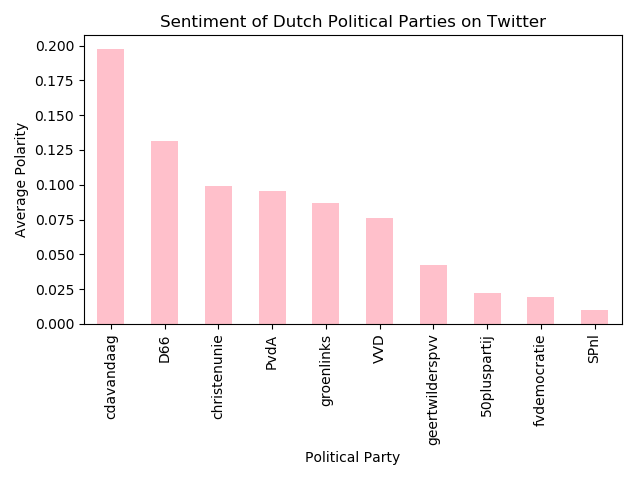 Sentiment of Dutch Political Parties on Twitter
Average Polarity
0.200
0.175
0.150
0.125
0.100
0.075
0.050
0.025
0.000
cdavandaag
D66
christenunie
PvdA
groenlinks
VVD
geertwilderspvv
50pluspartij
fvdemocratie
SPnl
Political Party